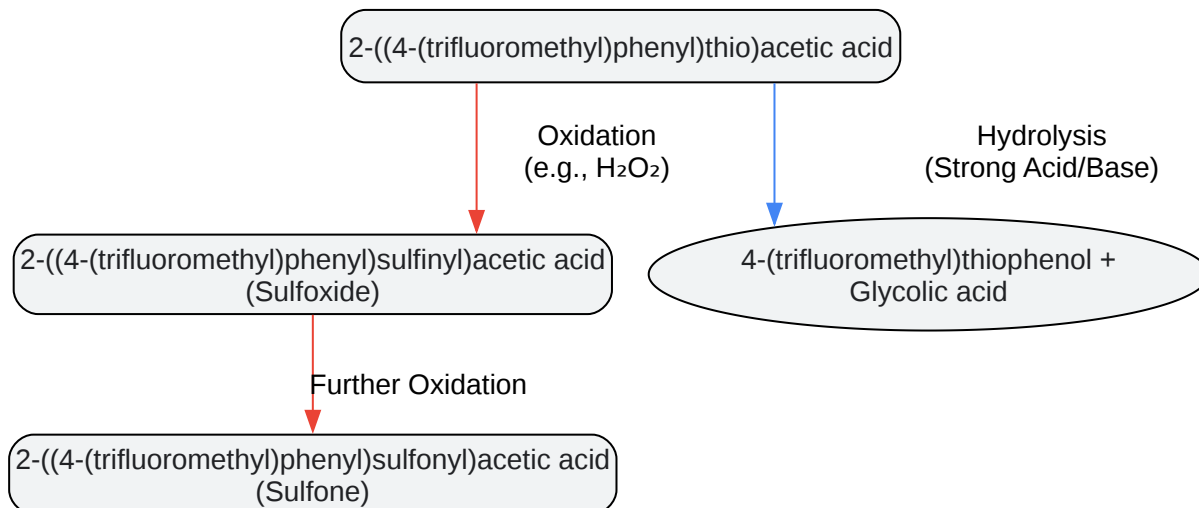 2-((4-(trifluoromethyl)phenyl)thio)acetic acid
Oxidation
(e.g., H₂O₂)
Hydrolysis
(Strong Acid/Base)
2-((4-(trifluoromethyl)phenyl)sulfinyl)acetic acid
(Sulfoxide)
4-(trifluoromethyl)thiophenol +
Glycolic acid
Further Oxidation
2-((4-(trifluoromethyl)phenyl)sulfonyl)acetic acid
(Sulfone)